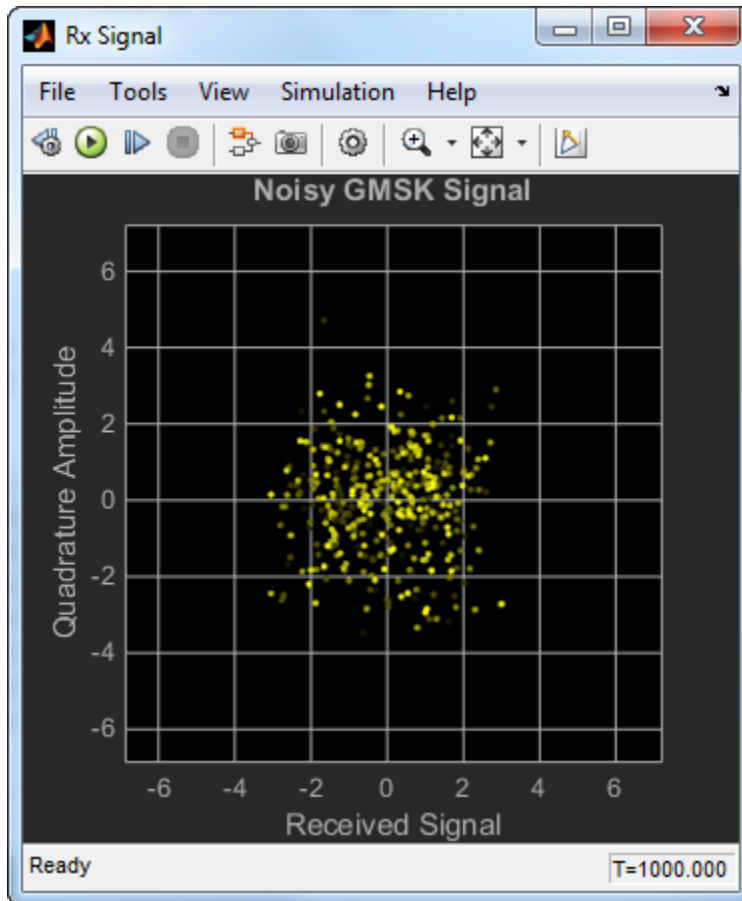 Rx Signal
File Tools View Simulation Help
Noisy GMSK Signal
Quadrature Amplitude
6
4
2
0
-2
-4
-6
-6 -4 -2 0 2 4 6
Received Signal
Ready T=1000.000